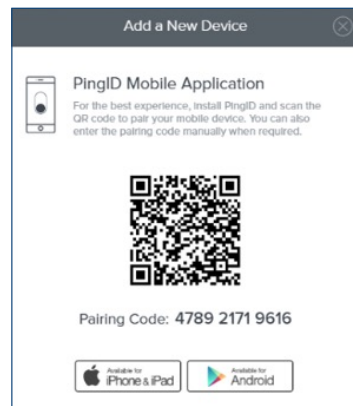 Add a New Device
PingID Mobile Application
For the best experience, install PingID and scan the
QR code to pair your mobile device. You can also
enter the pairing code manually when required.
Pairing Code: 4789 2171 9616
Available for
iPhone & iPad
Available for
Android